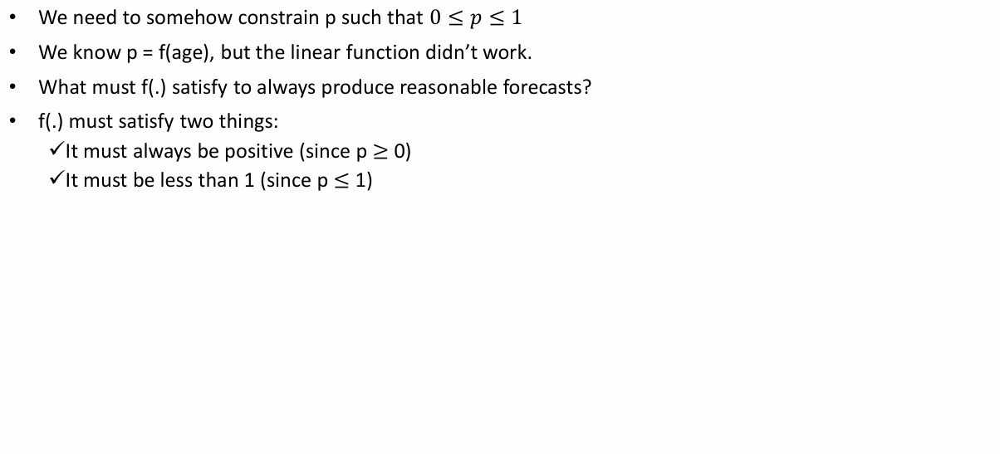 • We need to somehow constrain p such that 0 ≤ p ≤ 1
• We know p = f(age), but the linear function didn’t work.
• What must f(.) satisfy to always produce reasonable forecasts?
• f(.) must satisfy two things:
✓It must always be positive (since p ≥ 0)
✓It must be less than 1 (since p ≤ 1)